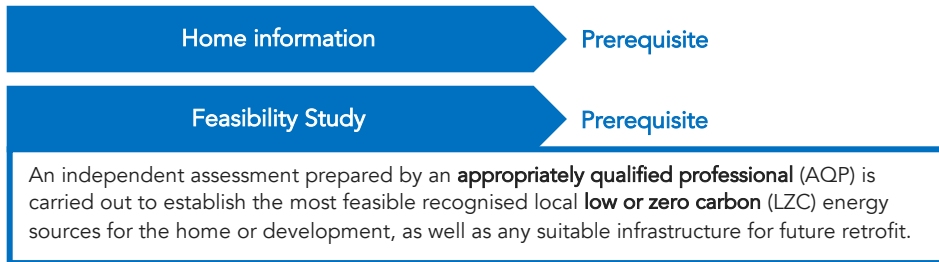 Home information
Prerequisite
Feasibility Study
Prerequisite
An independent assessment prepared by an appropriately qualified professional (AQP) is
carried out to establish the most feasible recognised local low or zero carbon (LZC) energy
sources for the home or development, as well as any suitable infrastructure for future retrofit.